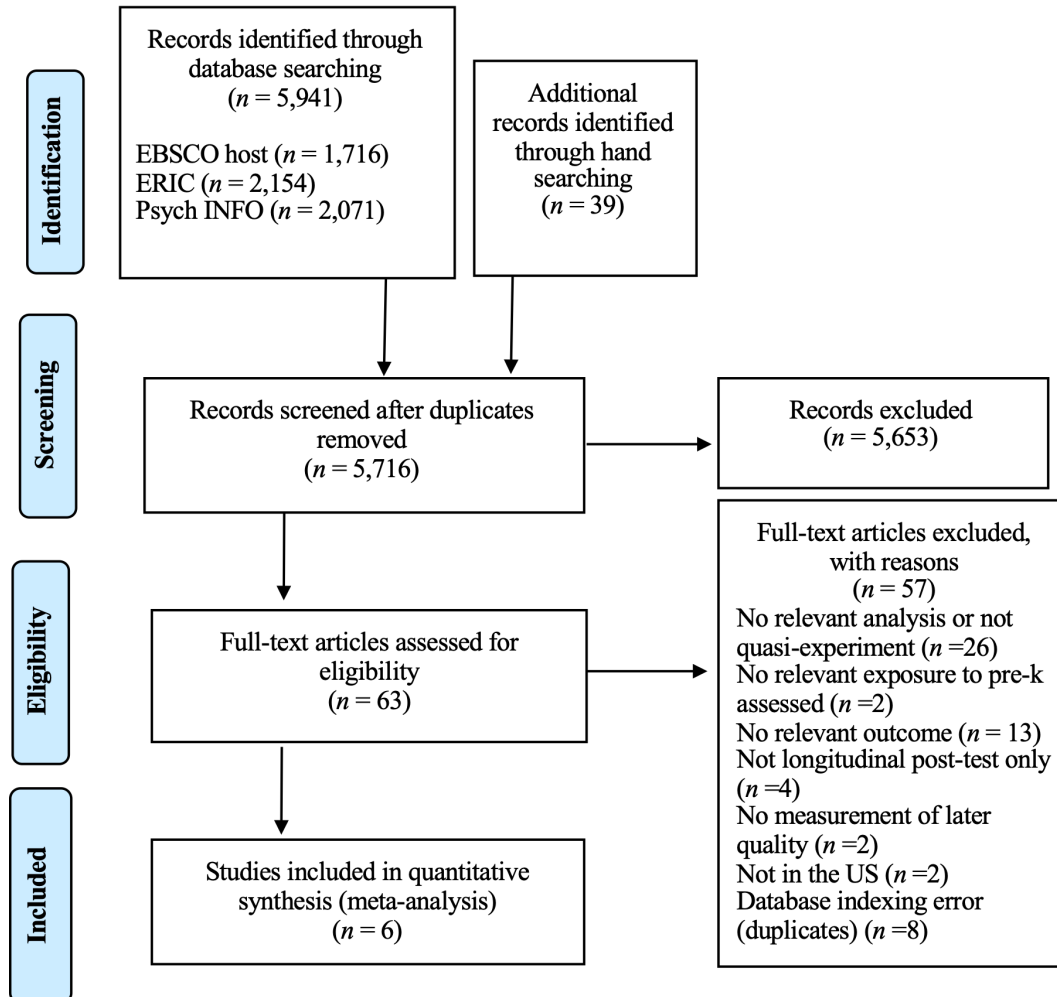 Identification
Records identified through
database searching
(n = 5,941)
EBSCO host (n = 1,716)
ERIC (n = 2,154)
Psych INFO (n = 2,071)
Additional
records identified
through hand
searching
(n = 39)
Screening
Records screened after duplicates
removed
(n = 5,716)
Records excluded
(n = 5,653)
Eligibility
Full-text articles assessed for
eligibility
(n = 63)
Full-text articles excluded,
with reasons
(n = 57)
No relevant analysis or not
quasi-experiment (n =26)
No relevant exposure to pre-k
assessed (n =2)
No relevant outcome (n = 13)
Not longitudinal post-test only
(n =4)
No measurement of later
quality (n =2)
Not in the US (n =2)
Database indexing error
(duplicates) (n =8)
Included
Studies included in quantitative
synthesis (meta-analysis)
(n = 6)